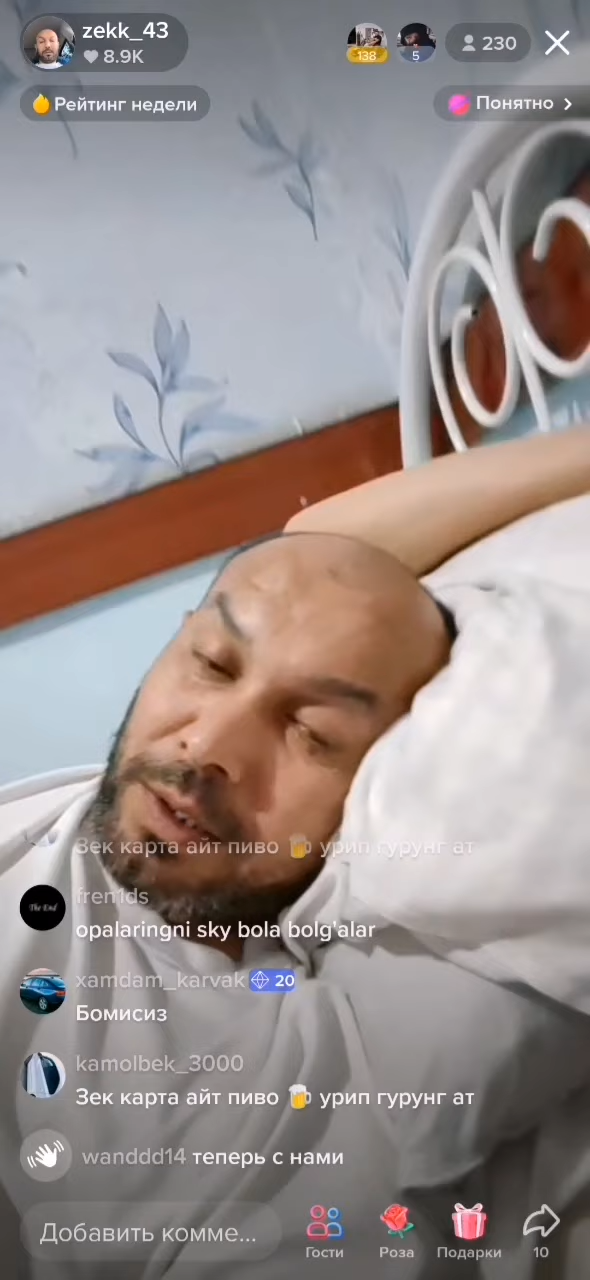 zekk_43
8.9K
138
5
230
Рейтинг недели
Понятно
Зек карта айт пиво 🍺 урип гурунг ат
The End
fren1ds
opalaringni sky bola bolg'alar
xamdam_karvak 20
Бомисиз
kamolbek_3000
Зек карта айт пиво 🍺 урип гурунг ат
wanddd14 теперь с нами
Добавить комме...
Гости
Роза
Подарки
10